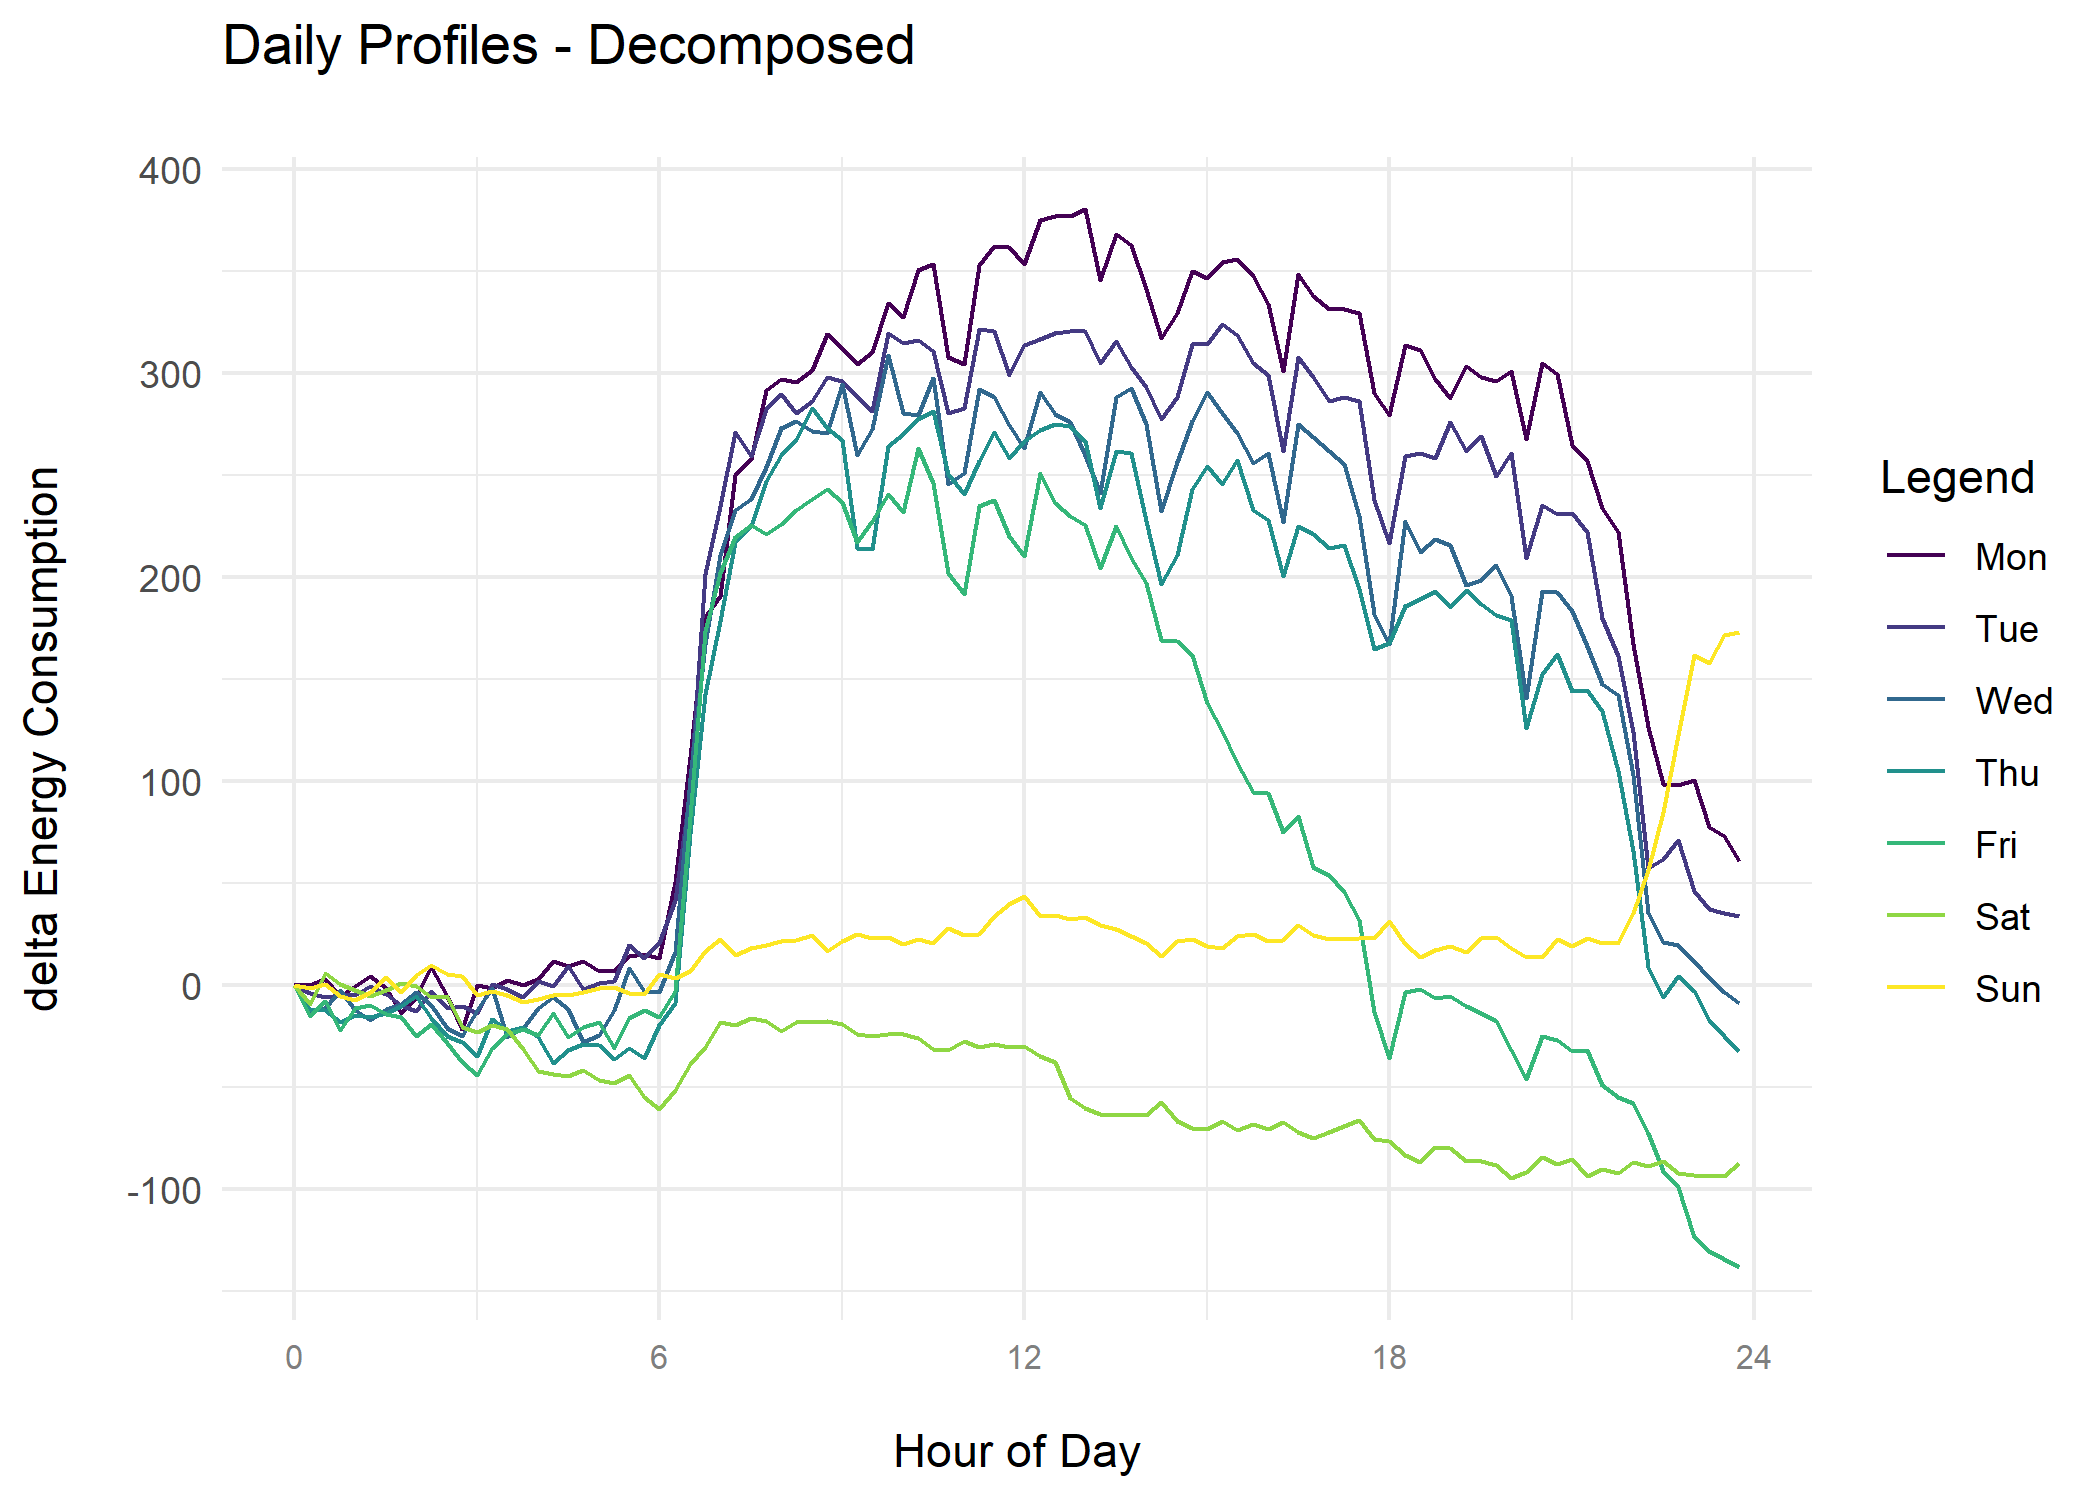 Daily Profiles - Decomposed
400
300
200
100
0
-100
delta Energy Consumption
0
6
12
18
24
Hour of Day
Legend
Mon
Tue
Wed
Thu
Fri
Sat
Sun